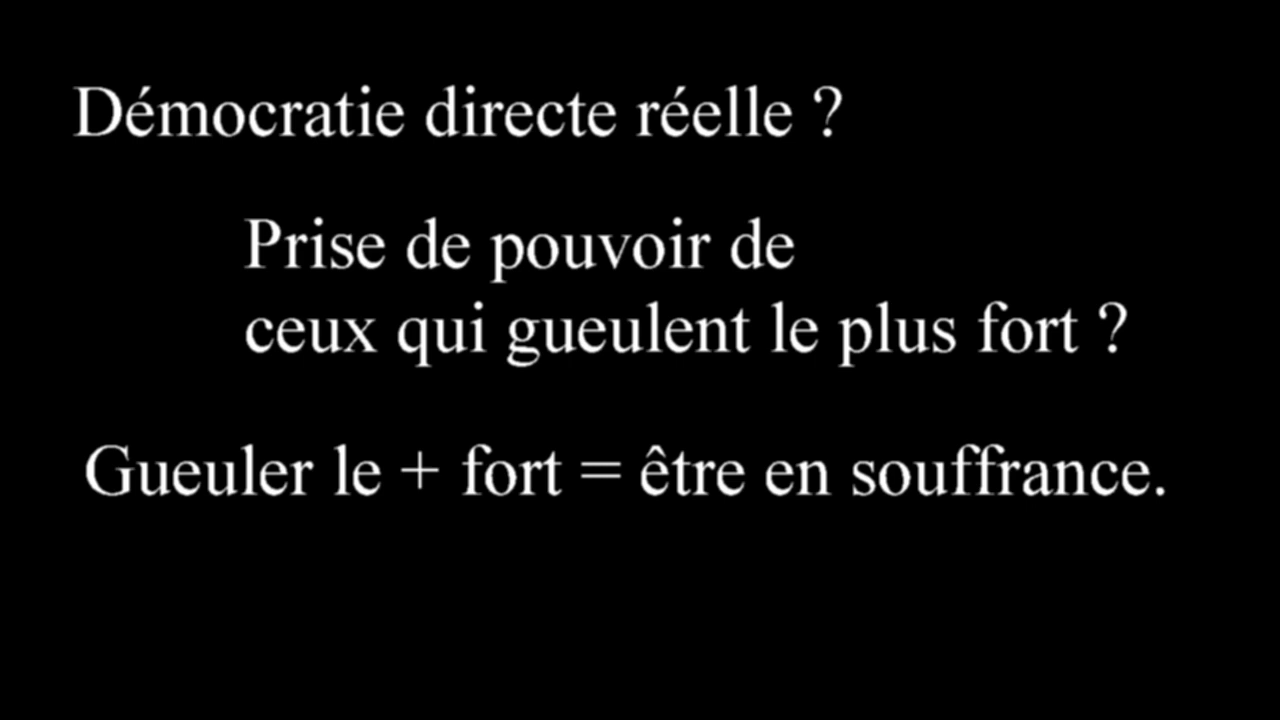 Démocratie directe réelle ?
Prise de pouvoir de
ceux qui gueulent le plus fort ?
Gueuler le + fort = être en souffrance.